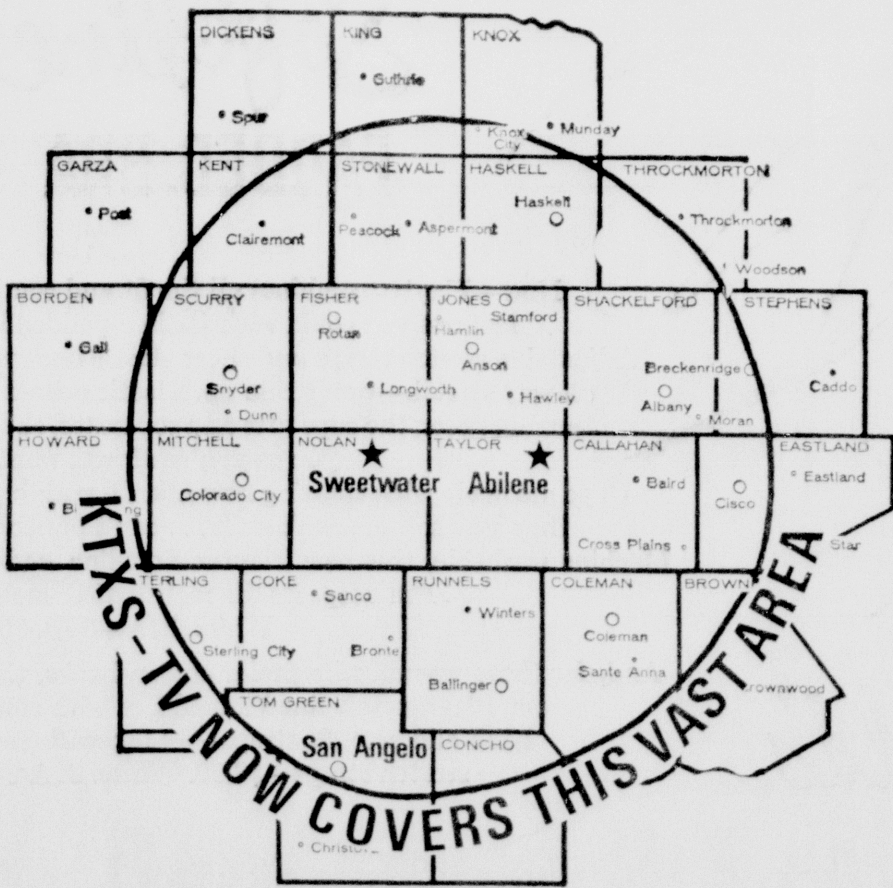 DICKENS
KING
KNOX
Guthrie
Spur
Knox
City
Munday
GARZA
KENT
STONEWALL
HASKELL
THROCKMORTON
Post
Clairemont
Peacock
Aspermont
Haskell
Throckmorton
Woodson
BORDEN
SCURRY
FISHER
JONES
SHACKELFORD
STEPHENS
Stamford
Hamlin
Rotan
Gail
Anson
Breckenridge
Snyder
Longworth
Hawley
Albany
Caddo
Dunn
Moran
HOWARD
MITCHELL
NOLAN
TAYLOR
CALLAHAN
EASTLAND
Sweetwater
Abilene
Colorado City
Baird
Cisco
Eastland
Cross Plains
Star
TERLING
COKE
RUNNELS
COLEMAN
BROWN
Sanco
Winters
Coleman
Sterling City
Bronte
Sante Anna
Ballinger
rownwood
TOM GREEN
San Angelo
CONCHO
KTXS-TV NOW COVERS THIS VAST AREA